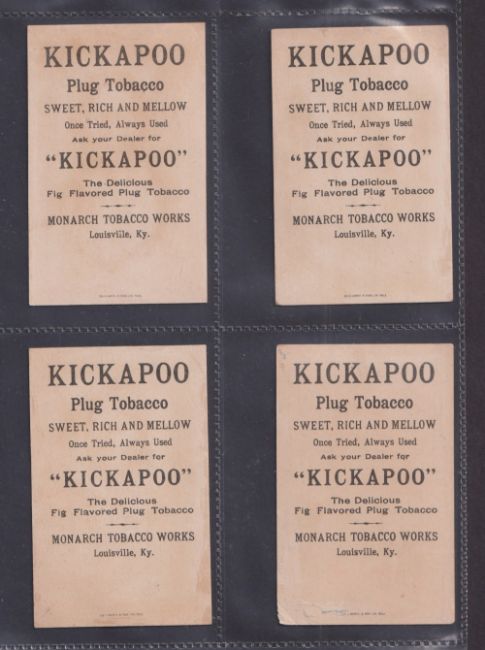 KICKAPOO
Plug Tobacco
SWEET, RICH AND MELLOW
Once Tried, Always Used
Ask your Dealer for
"KICKAPOO"
The Delicious
Fig Flavored Plug Tobacco
MONARCH TOBACCO WORKS
Louisville, Ky.
KICKAPOO
Plug Tobacco
SWEET, RICH AND MELLOW
Once Tried, Always Used
Ask your Dealer for
"KICKAPOO"
The Delicious
Fig Flavored Plug Tobacco
MONARCH TOBACCO WORKS
Louisville, Ky.
KICKAPOO
Plug Tobacco
SWEET, RICH AND MELLOW
Once Tried, Always Used
Ask your Dealer for
"KICKAPOO"
The Delicious
Fig Flavored Plug Tobacco
MONARCH TOBACCO WORKS
Louisville, Ky.
KICKAPOO
Plug Tobacco
SWEET, RICH AND MELLOW
Once Tried, Always Used
Ask your Dealer for
"KICKAPOO"
The Delicious
Fig Flavored Plug Tobacco
MONARCH TOBACCO WORKS
Louisville, Ky.